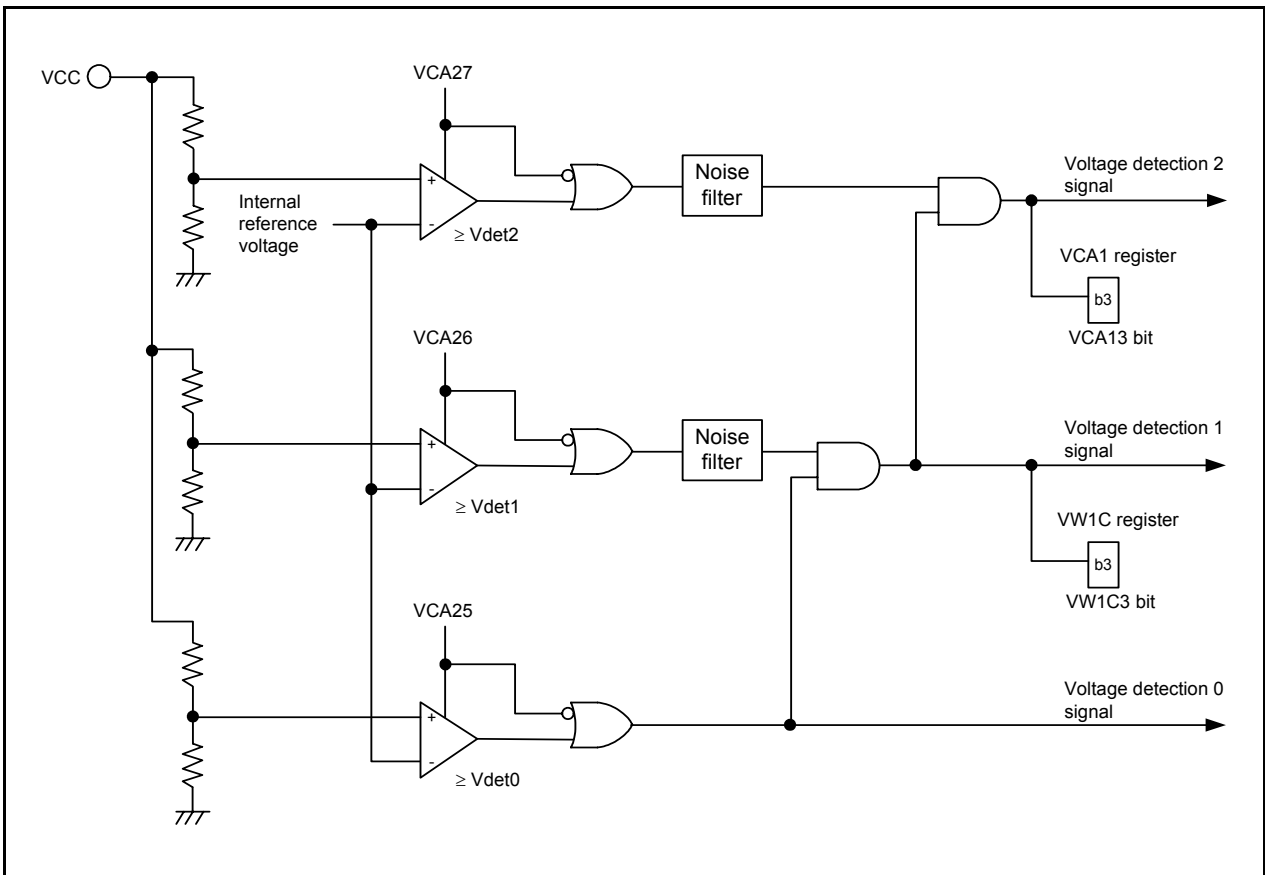 VCC
VCA27
Internal
reference
voltage
+
-
≥ Vdet2
Noise
filter
Voltage detection 2
signal
VCA1 register
b3
VCA13 bit
VCA26
+
-
≥ Vdet1
Noise
filter
Voltage detection 1
signal
VW1C register
b3
VW1C3 bit
VCA25
+
-
≥ Vdet0
Voltage detection 0
signal